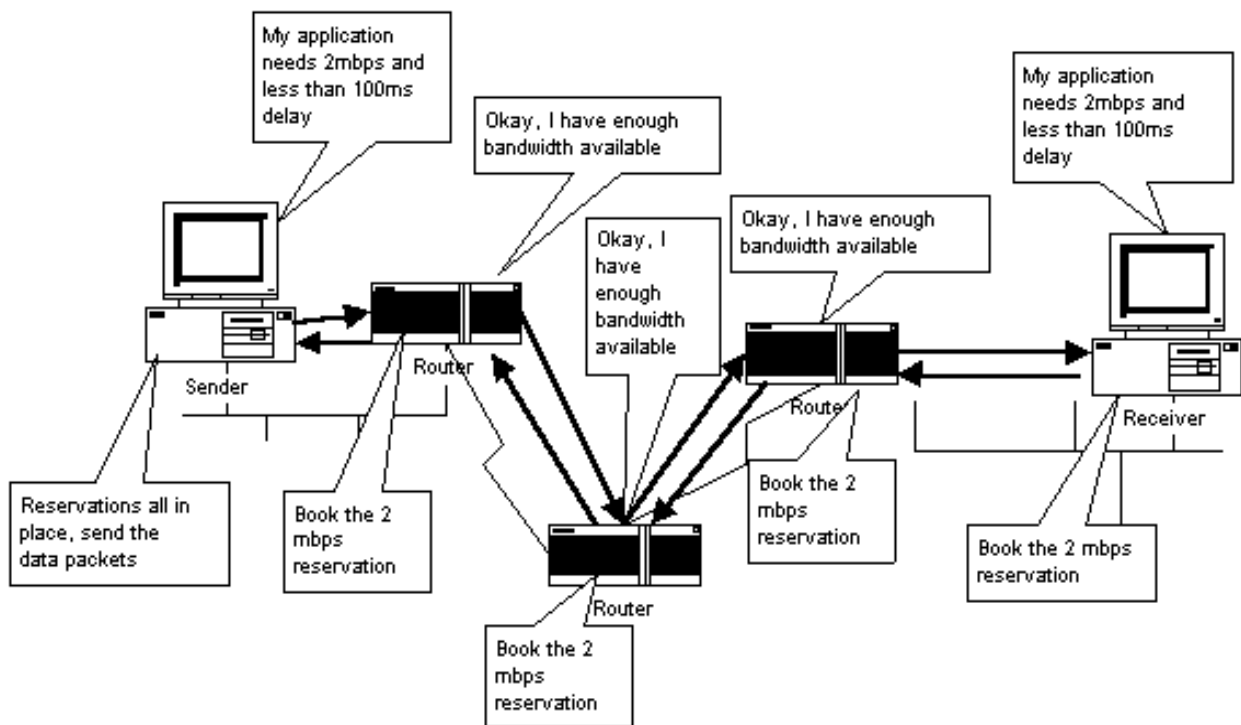 My application
needs 2mbps and
less than 100ms
delay
Okay, I have enough
bandwidth available
Okay, I
have
enough
bandwidth
available
Okay, I have enough
bandwidth available
My application
needs 2mbps and
less than 100ms
delay
Sender
Router
Router
Route
Receiver
Reservations all in
place, send the
data packets
Book the 2
mbps
reservation
Book the 2
mbps
reservation
Book the 2
mbps
reservation
Book the 2 mbps
reservation